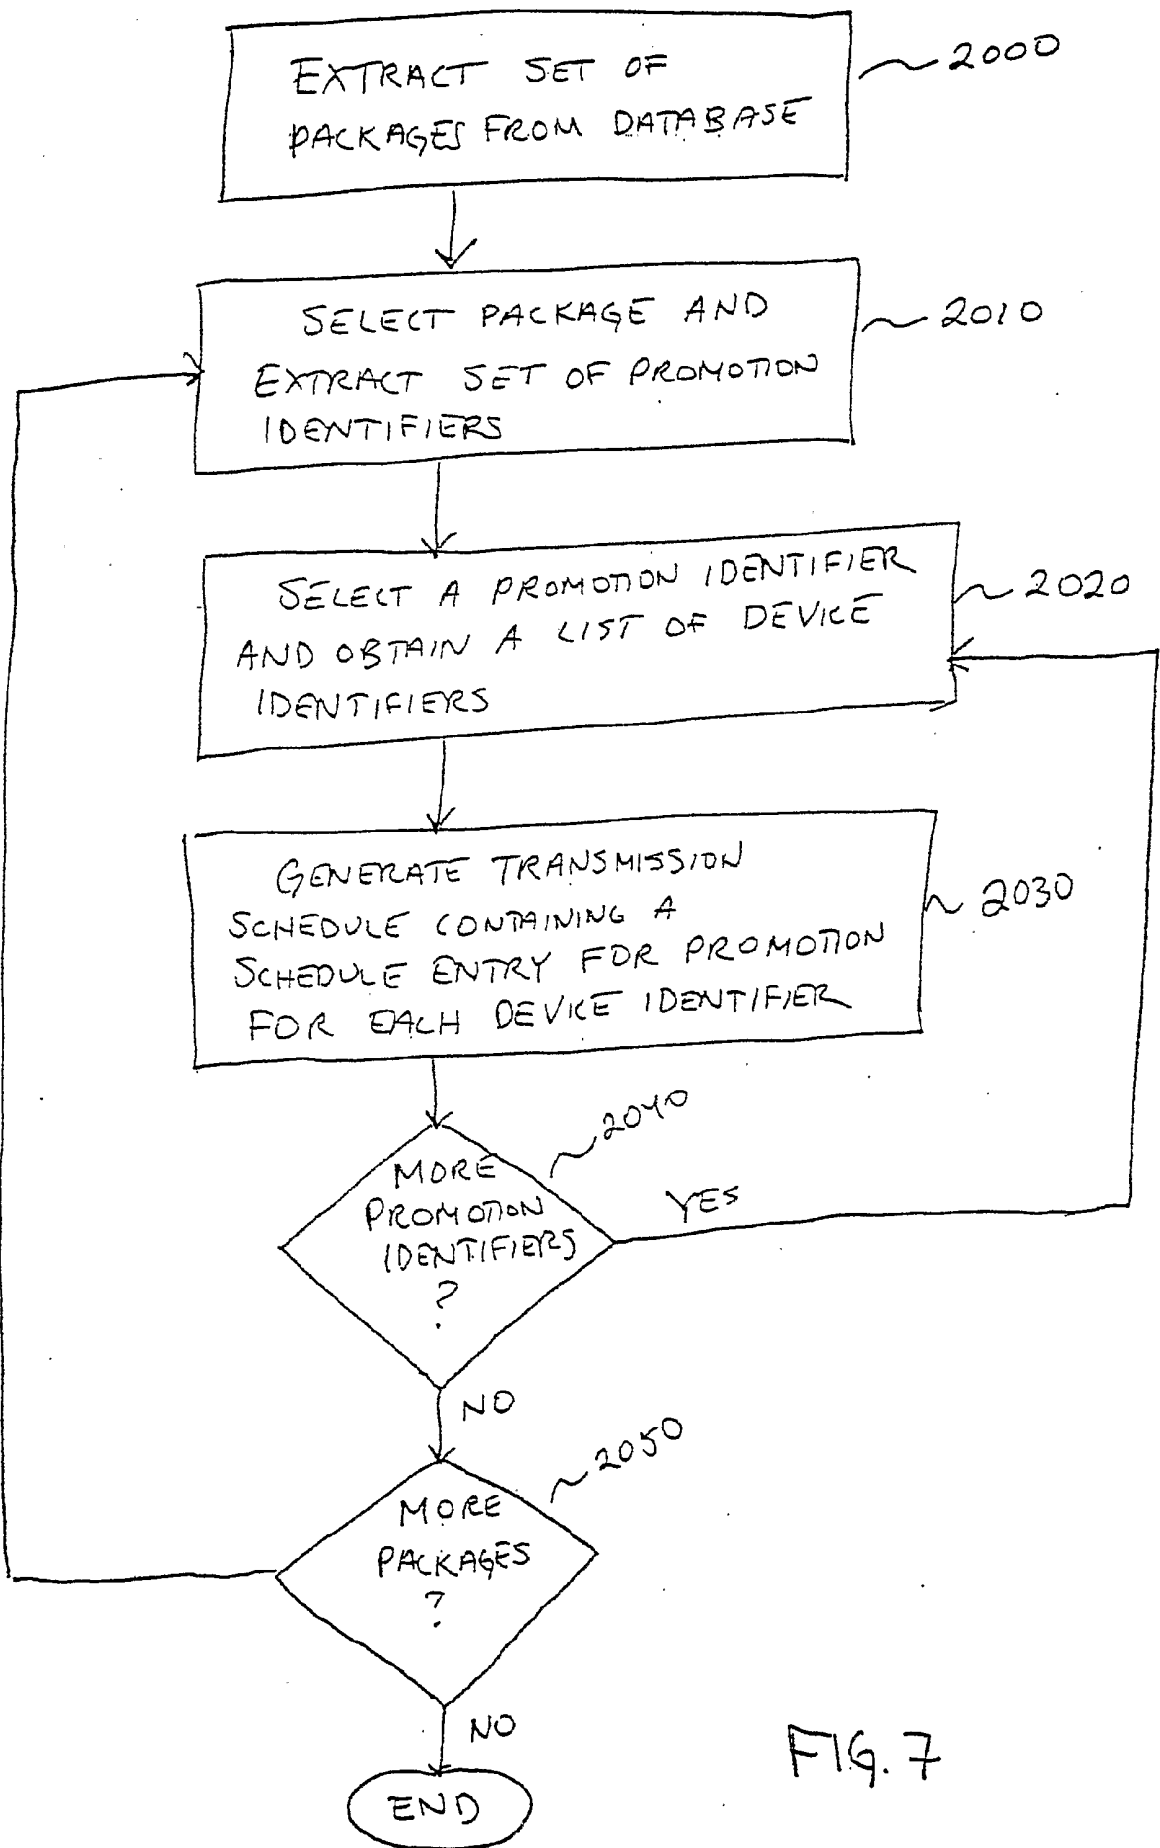 EXTRACT SET OF
PACKAGES FROM DATABASE
2000
SELECT PACKAGE AND
EXTRACT SET OF PROMOTION
IDENTIFIERS
2010
SELECT A PROMOTION IDENTIFIER
AND OBTAIN A LIST OF DEVICE
IDENTIFIERS
2020
GENERATE TRANSMISSION
SCHEDULE CONTAINING A
SCHEDULE ENTRY FOR PROMOTION
FOR EACH DEVICE IDENTIFIER
2030
MORE
PROMOTION
IDENTIFIERS
?
2040
YES
NO
MORE
PACKAGES
?
2050
NO
END
FIG. 7